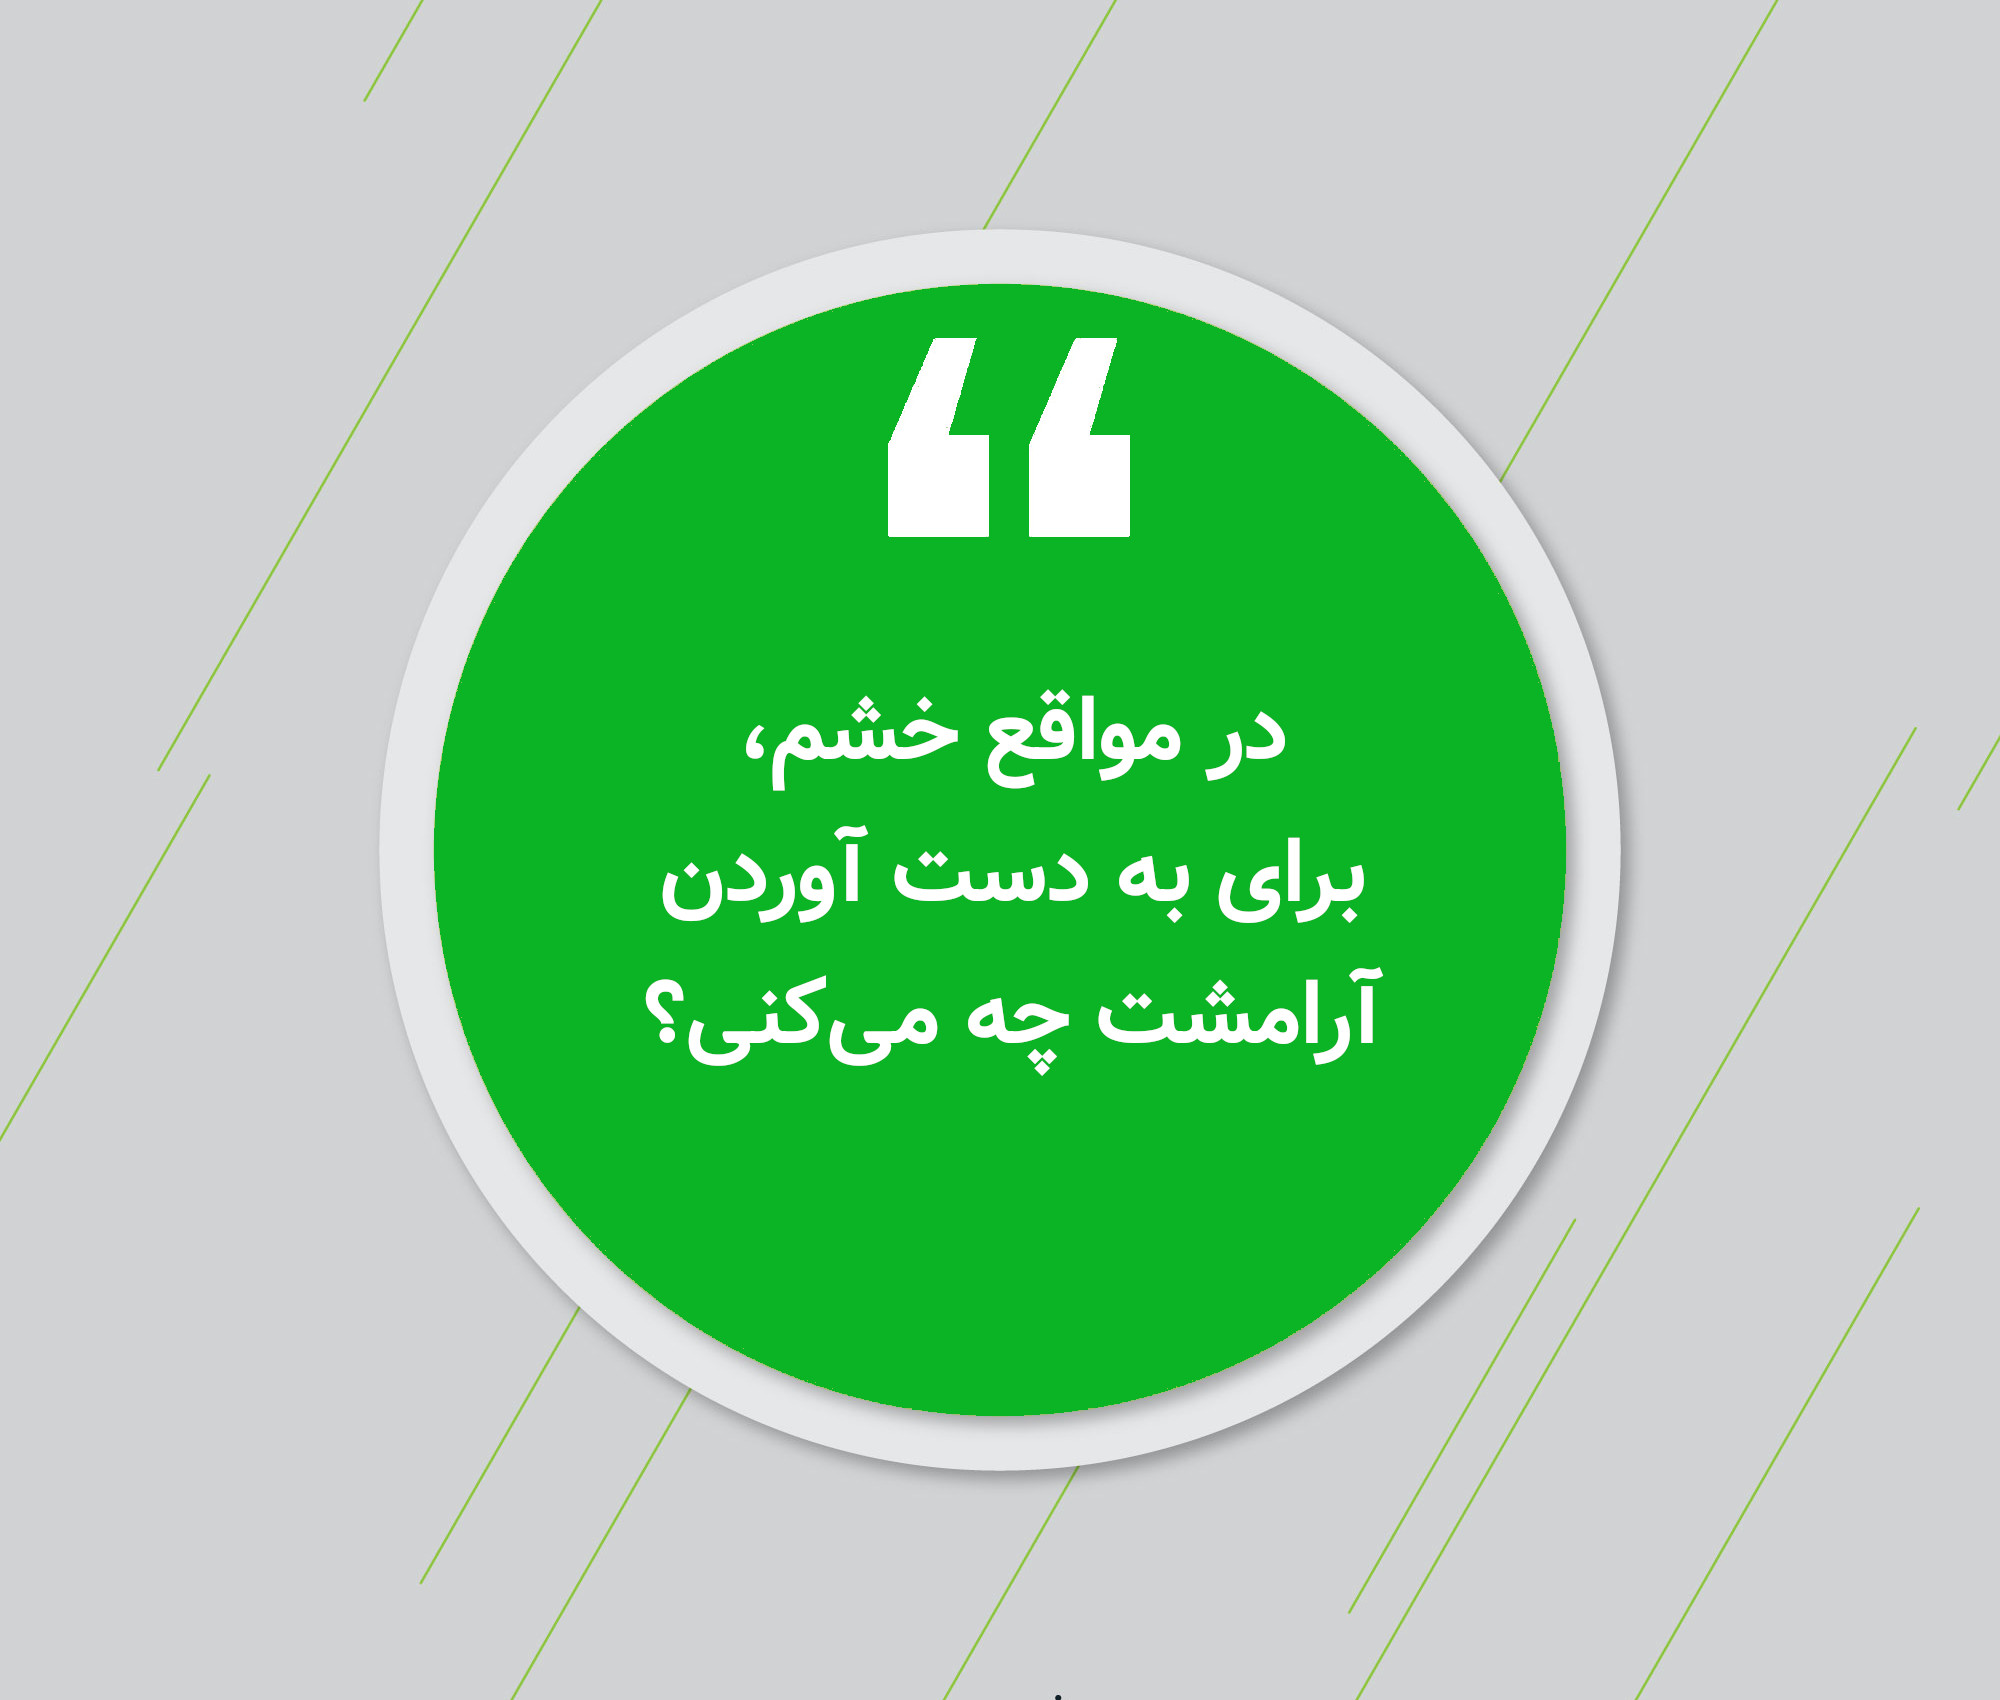 در مواقع خشم،
برای به دست آوردن
آرامشت چه می‌کنی؟